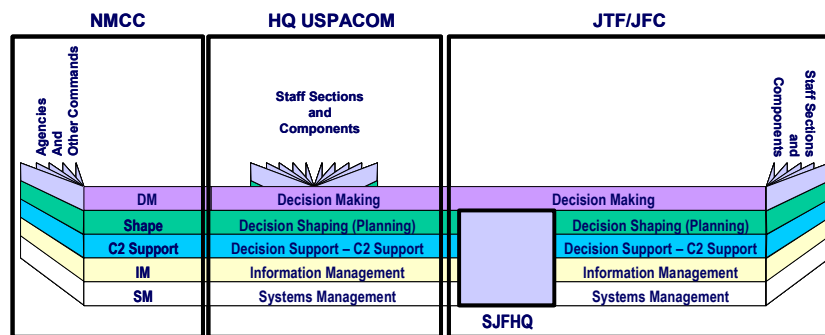 NMCC
HQ USPACOM
JTF/JFC
Agencies
And
Other Commands
Staff Sections
and
Components
Staff Sections
and
Components
DM
Decision Making
Decision Making
Shape
Decision Shaping (Planning)
Decision Shaping (Planning)
C2 Support
Decision Support – C2 Support
Decision Support – C2 Support
IM
Information Management
Information Management
SM
Systems Management
Systems Management
SJFHQ